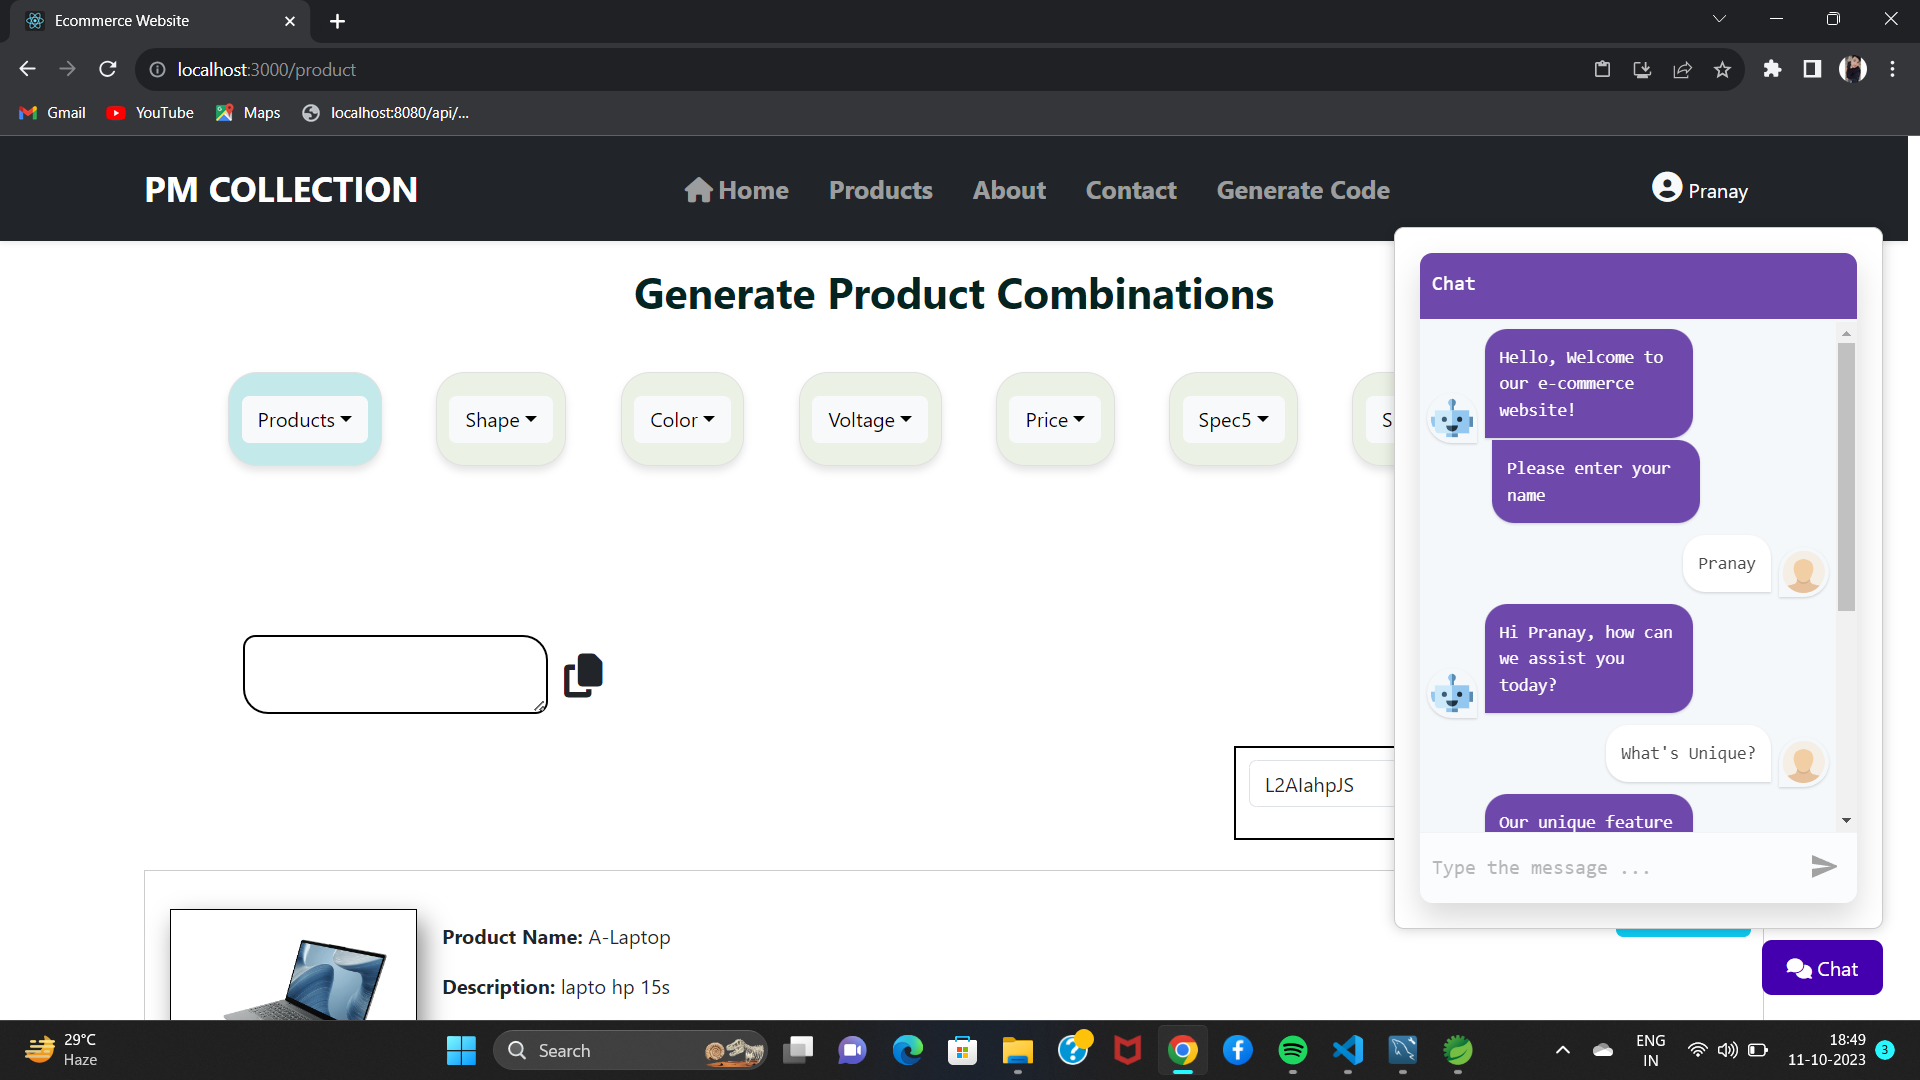 Ecommerce Website
localhost:3000/product
Gmail
YouTube
Maps
localhost:8080/api/...
PM COLLECTION
Home
Products
About
Contact
Generate Code
Pranay
Generate Product Combinations
Products
Shape
Color
Voltage
Price
Spec5
S
L2AIahpJS
Product Name: A-Laptop
Description: lapto hp 15s
Chat
Hello, Welcome to
our e-commerce
website!
Please enter your
name
Pranay
Hi Pranay, how can
we assist you
today?
What's Unique?
Our unique feature
Type the message ...
Chat
29°C
Haze
Search
ENG
IN
18:49
11-10-2023
3